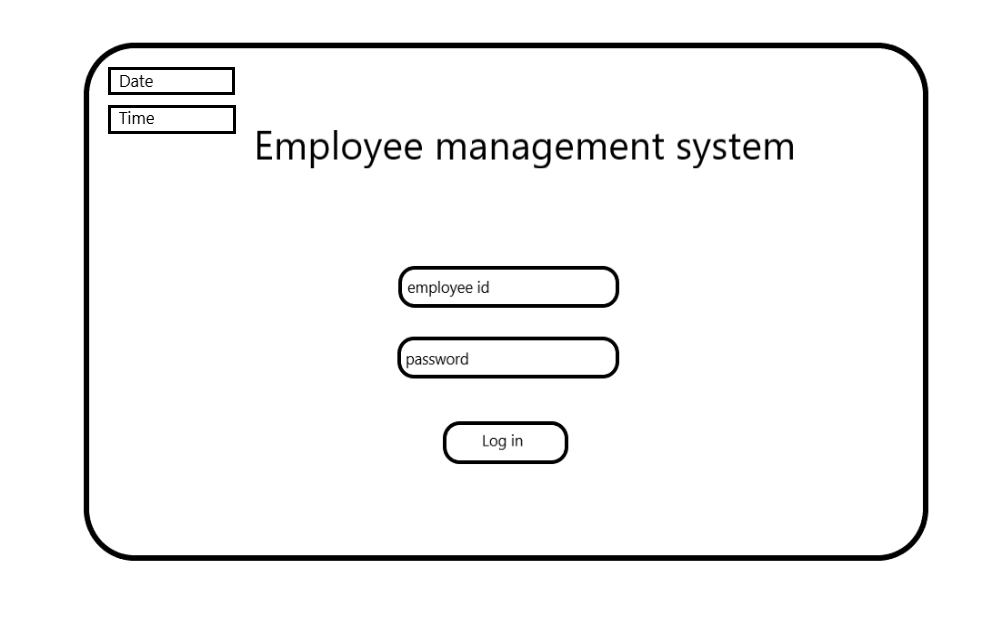 Date
Time
Employee management system
employee id
password
Log in